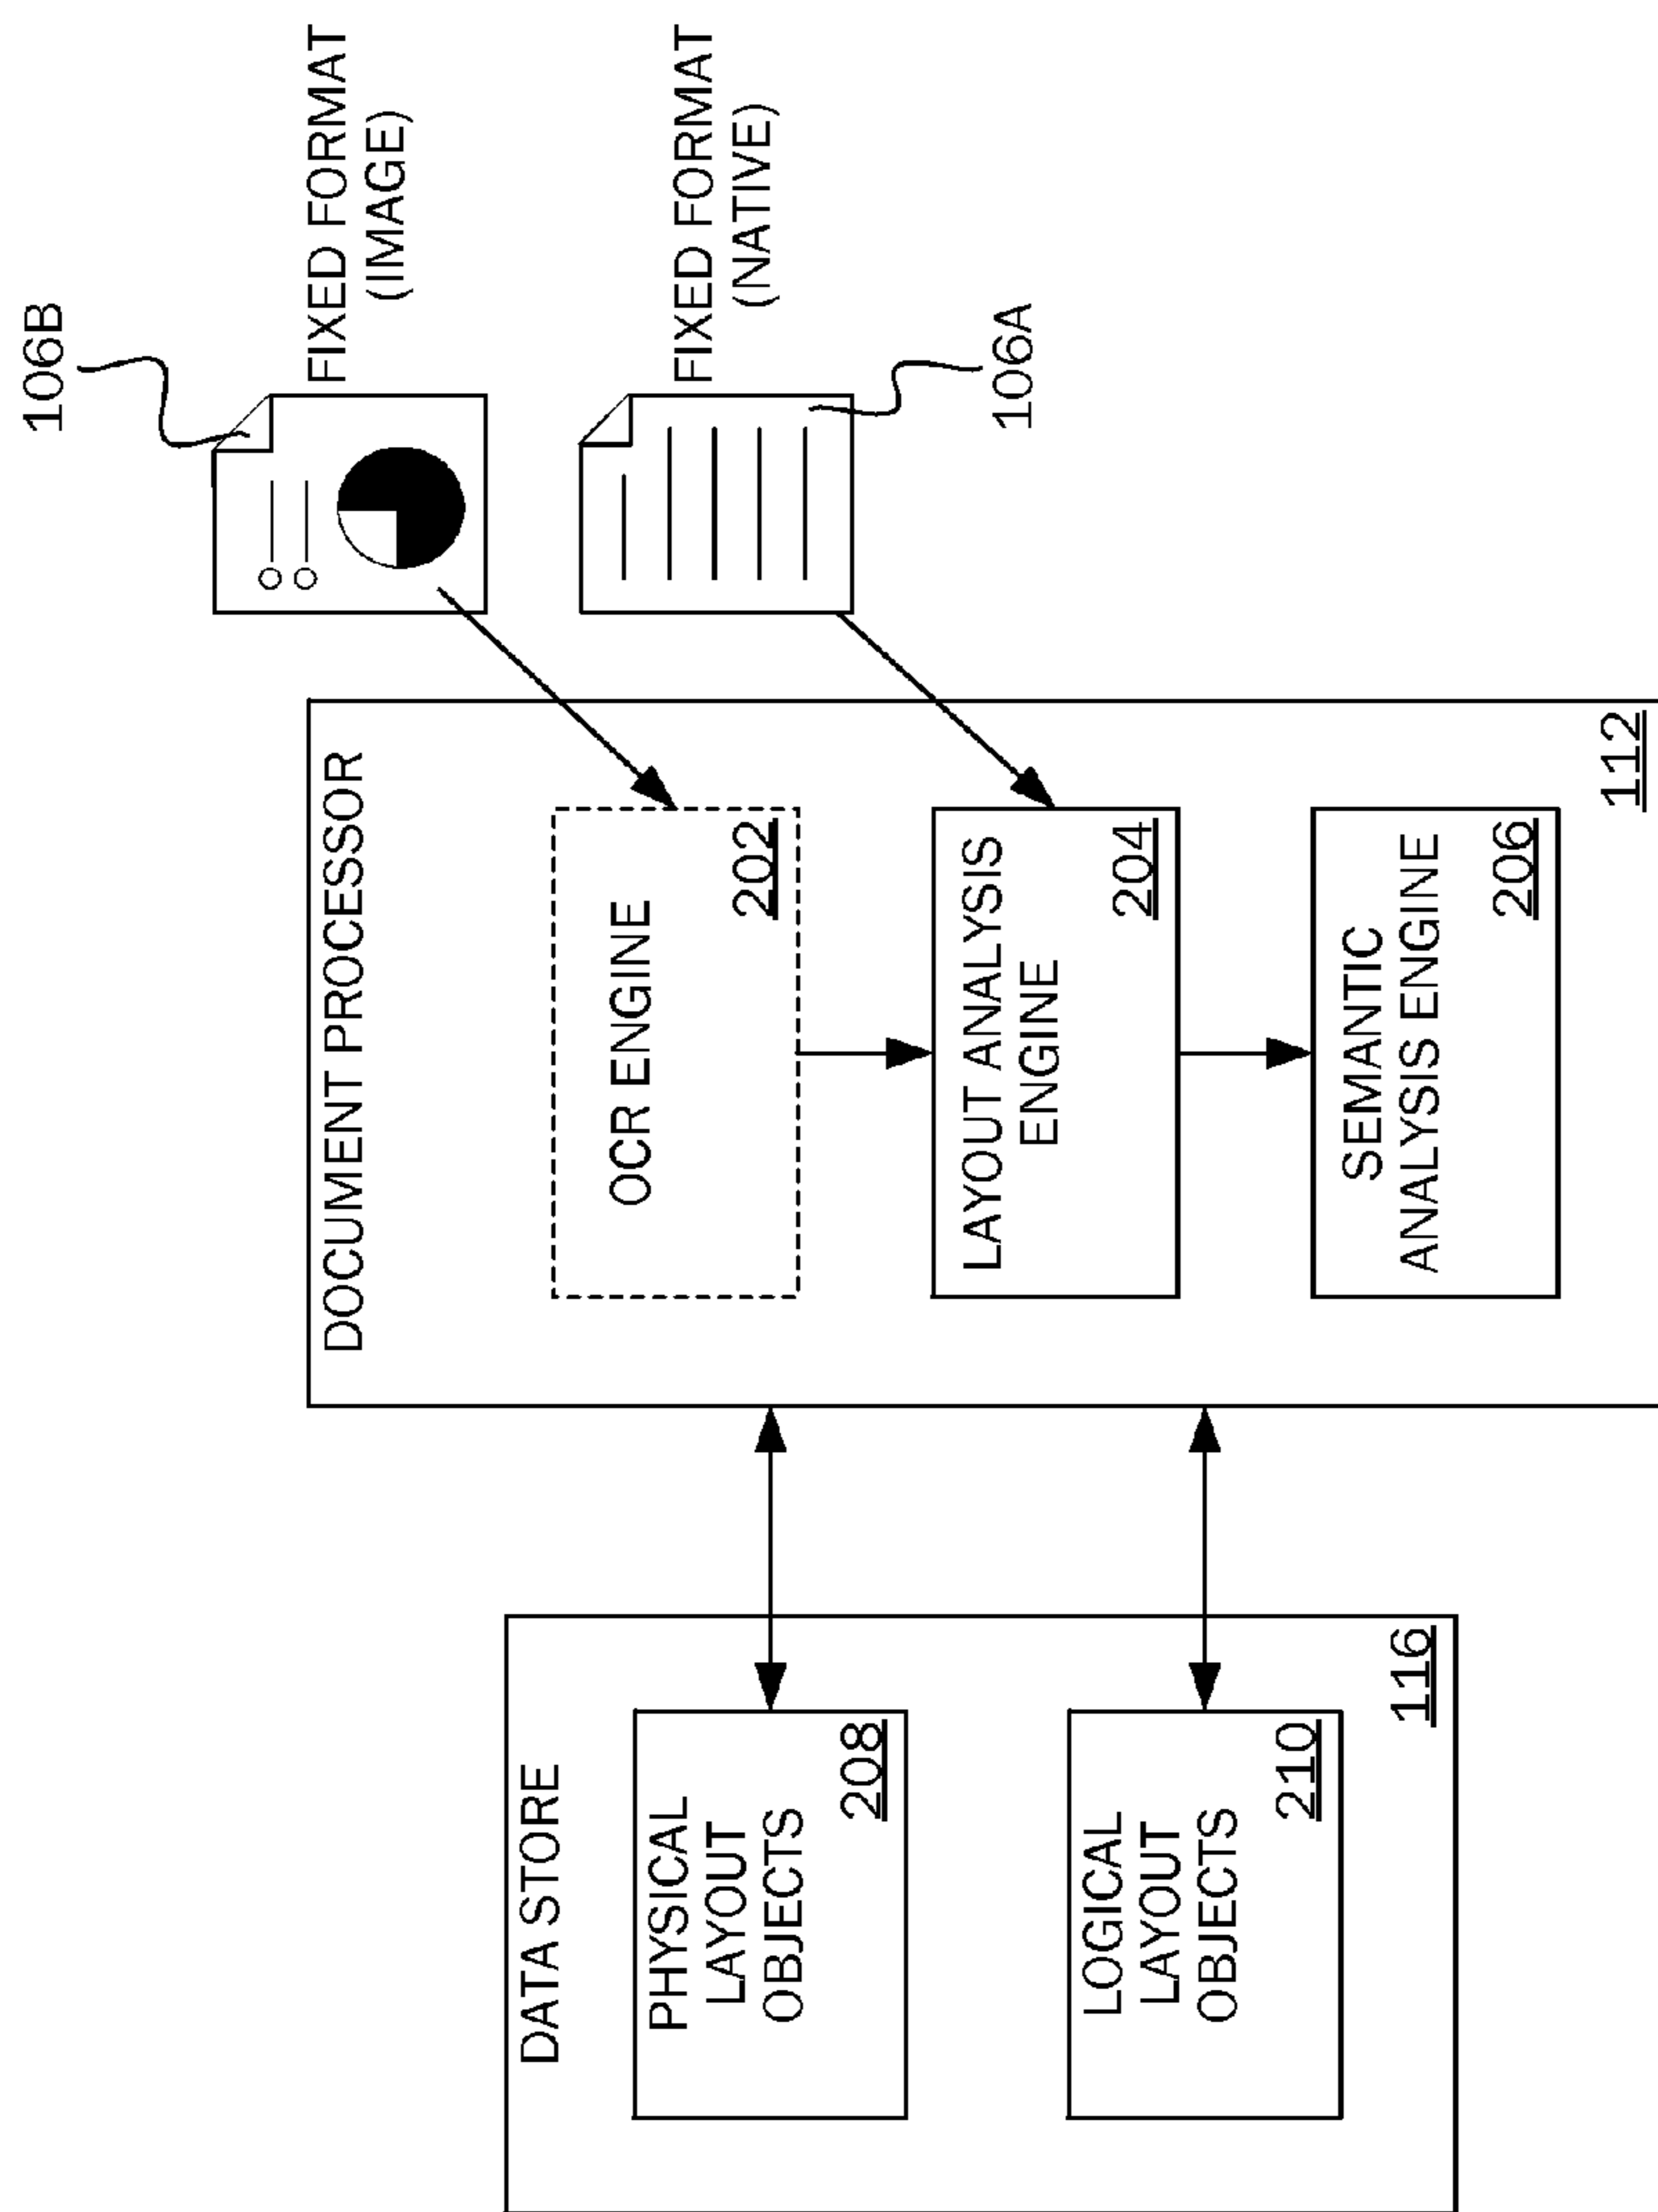 106B
FIXED FORMAT
(IMAGE)
FIXED FORMAT
(NATIVE)
106A
DOCUMENT PROCESSOR
OCR ENGINE
202
LAYOUT ANALYSIS
ENGINE
204
SEMANTIC
ANALYSIS ENGINE
206
112
DATA STORE
PHYSICAL
LAYOUT
OBJECTS
208
LOGICAL
LAYOUT
OBJECTS
210
116